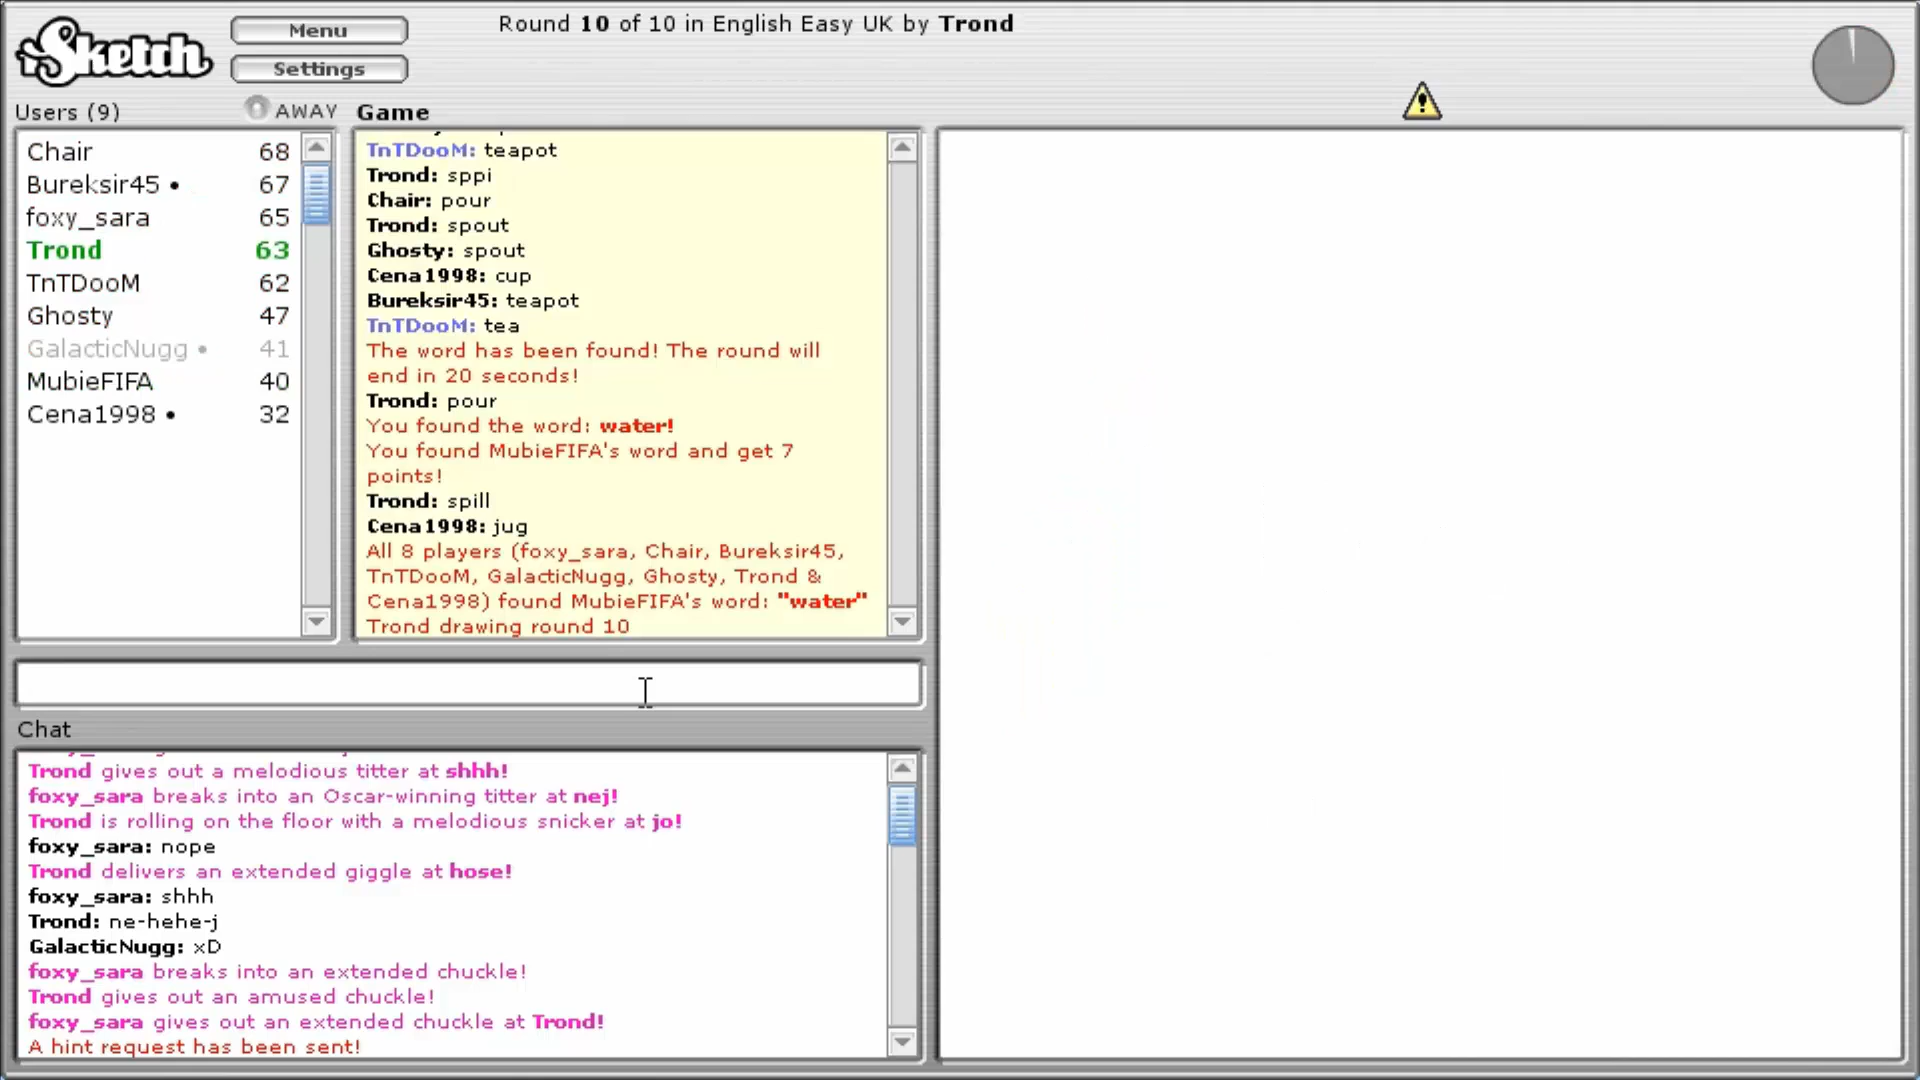 iSketch
Menu
Settings
Round 10 of 10 in English Easy UK by Trond
Users (9)
AWAY
Chair 68
Bureksir45 • 67
foxy_sara 65
Trond 63
TnTDooM 62
Ghosty 47
GalacticNugg • 41
MubieFIFA 40
Cena1998 • 32
Game
TnTDooM: teapot
Trond: sppi
Chair: pour
Trond: spout
Ghosty: spout
Cena1998: cup
Bureksir45: teapot
TnTDooM: tea
The word has been found! The round will
end in 20 seconds!
Trond: pour
You found the word: water!
You found MubieFIFA's word and get 7
points!
Trond: spill
Cena1998: jug
All 8 players (foxy_sara, Chair, Bureksir45,
TnTDooM, GalacticNugg, Ghosty, Trond &
Cena1998) found MubieFIFA's word: "water"
Trond drawing round 10
Chat
Trond gives out a melodious titter at shhh!
foxy_sara breaks into an Oscar-winning titter at nej!
Trond is rolling on the floor with a melodious snicker at jo!
foxy_sara: nope
Trond delivers an extended giggle at hose!
foxy_sara: shhh
Trond: ne-hehe-j
GalacticNugg: xD
foxy_sara breaks into an extended chuckle!
Trond gives out an amused chuckle!
foxy_sara gives out an extended chuckle at Trond!
A hint request has been sent!